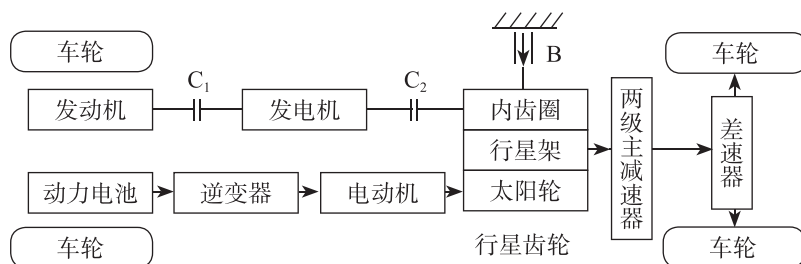 车轮
B
车轮
C₁
C₂
发动机
发电机
内齿圈
行星架
太阳轮
两级主减速器
差速器
动力电池
逆变器
电动机
车轮
行星齿轮
车轮